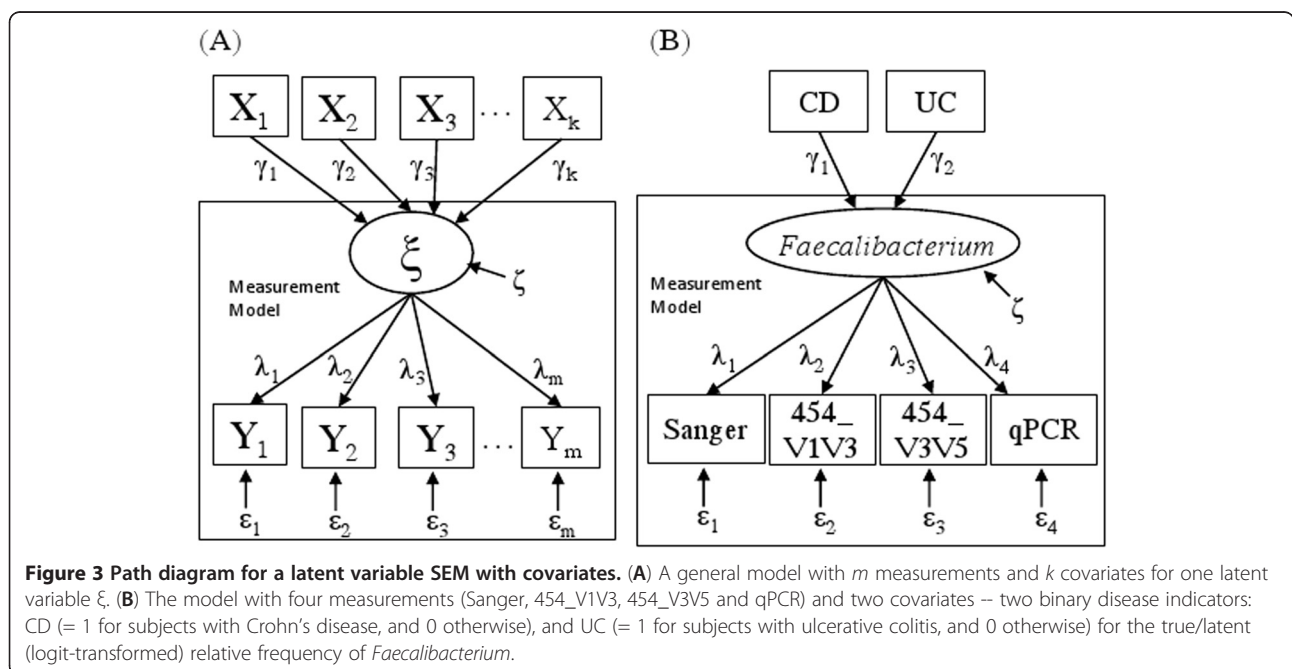 (A)
X₁ X₂ X₃ ... Xₖ
γ₁ γ₂ γ₃ γₖ
ξ
Measurement
Model
ζ
λ₁ λ₂ λ₃ λₘ
Y₁ Y₂ Y₃ ... Yₘ
ε₁ ε₂ ε₃ εₘ
(B)
CD UC
γ₁ γ₂
Faecalibacterium
Measurement
Model
ζ
λ₁ λ₂ λ₃ λ₄
Sanger 454_ 454_ qPCR
V1V3 V3V5
ε₁ ε₂ ε₃ ε₄
Figure 3 Path diagram for a latent variable SEM with covariates. (A) A general model with m measurements and k covariates for one latent
variable ξ. (B) The model with four measurements (Sanger, 454_V1V3, 454_V3V5 and qPCR) and two covariates -- two binary disease indicators:
CD (= 1 for subjects with Crohn's disease, and 0 otherwise), and UC (= 1 for subjects with ulcerative colitis, and 0 otherwise) for the true/latent
(logit-transformed) relative frequency of Faecalibacterium.